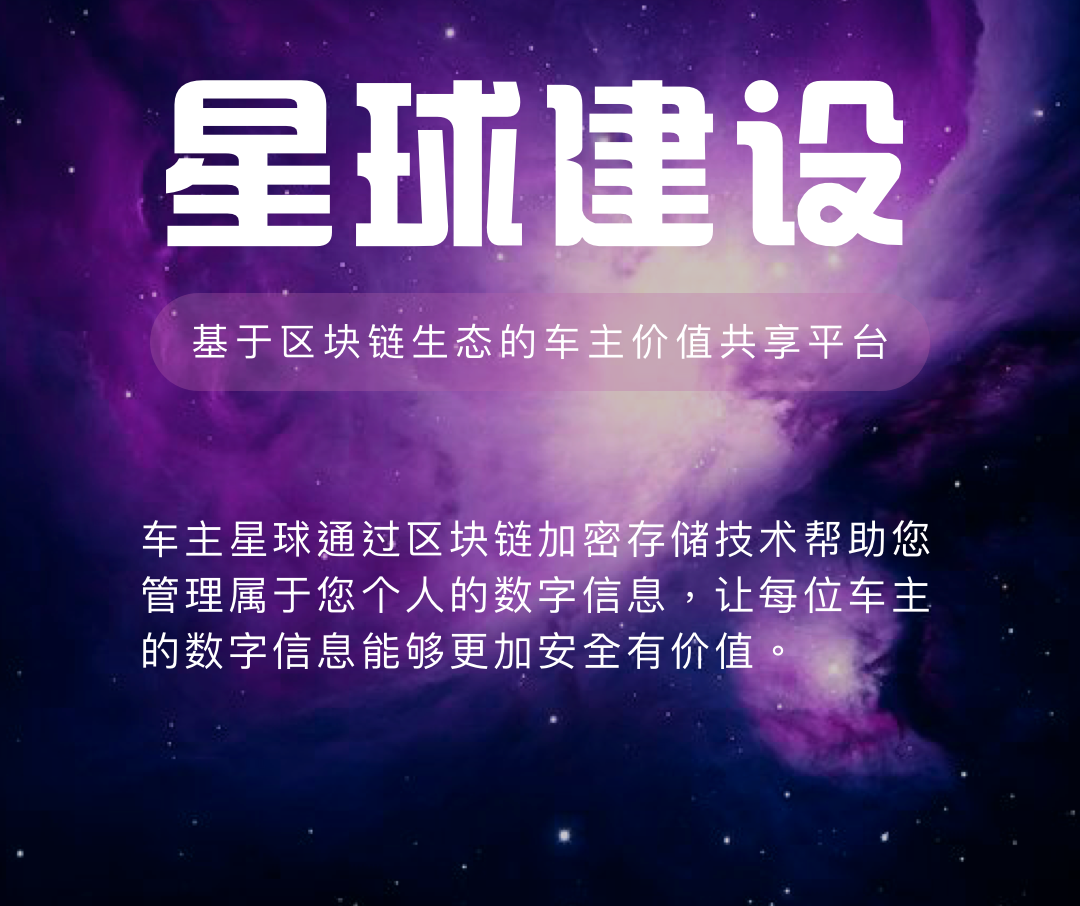 星球建设
基于区块链生态的车主价值共享平台
车主星球通过区块链加密存储技术帮助您
管理属于您个人的数字信息，让每位车主
的数字信息能够更加安全有价值。